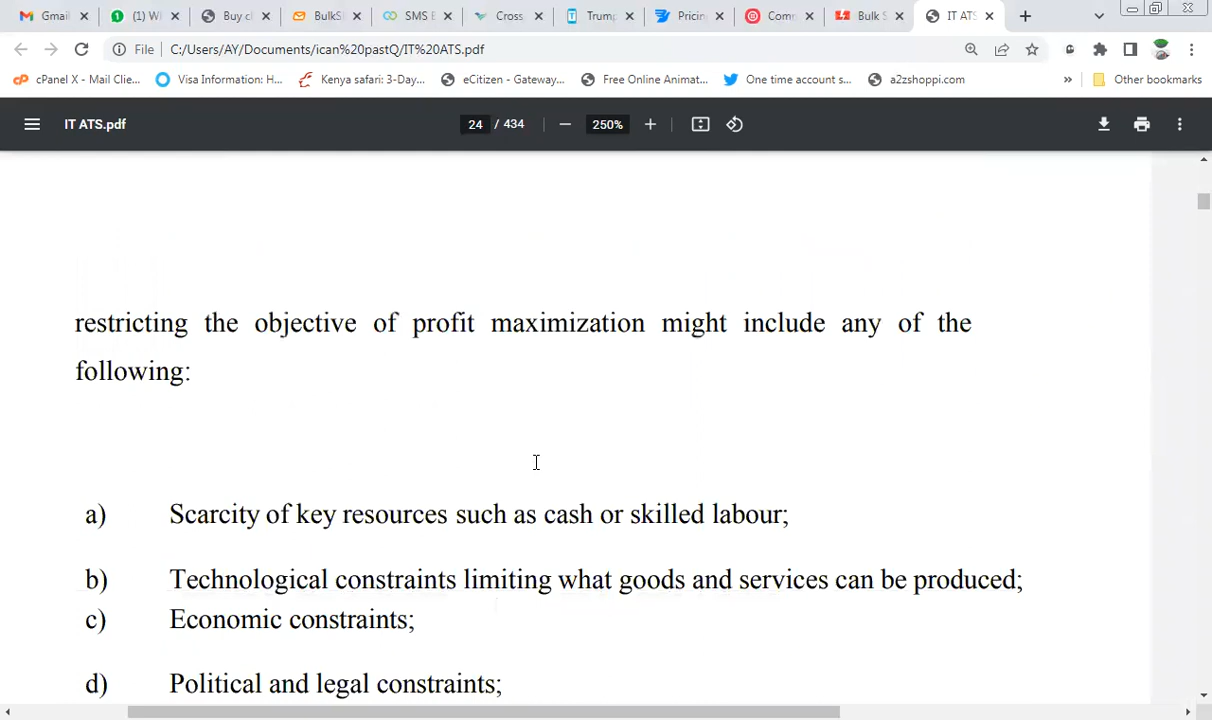 Gmail
(1) W
Buy c
BulkS
SMS
Cross
Trump
Pricin
Com
Bulk S
IT ATS
File C:/Users/AY/Documents/ican%20pastQ/IT%20ATS.pdf
cPanel X - Mail Clie...
Visa Information: H...
Kenya safari: 3-Day...
eCitizen - Gateway...
Free Online Animat...
One time account s...
a2zshoppi.com
»
Other bookmarks
IT ATS.pdf
24 / 434
250%
restricting the objective of profit maximization might include any of the
following:
a) Scarcity of key resources such as cash or skilled labour;
b) Technological constraints limiting what goods and services can be produced;
c) Economic constraints;
d) Political and legal constraints;